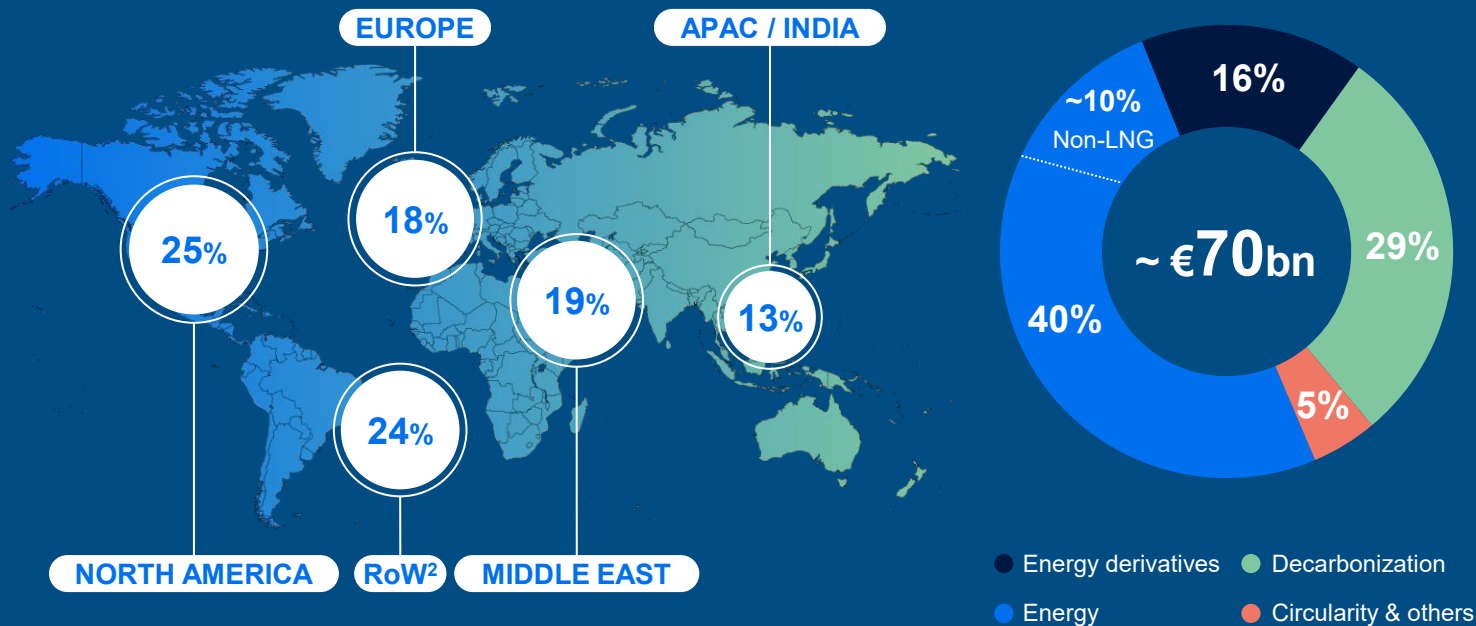 EUROPE
APAC / INDIA
25%
18%
19%
13%
24%
NORTH AMERICA
RoW²
MIDDLE EAST
16%
~10%
Non-LNG
29%
~ €70bn
40%
5%
Energy derivatives
Decarbonization
Energy
Circularity & others